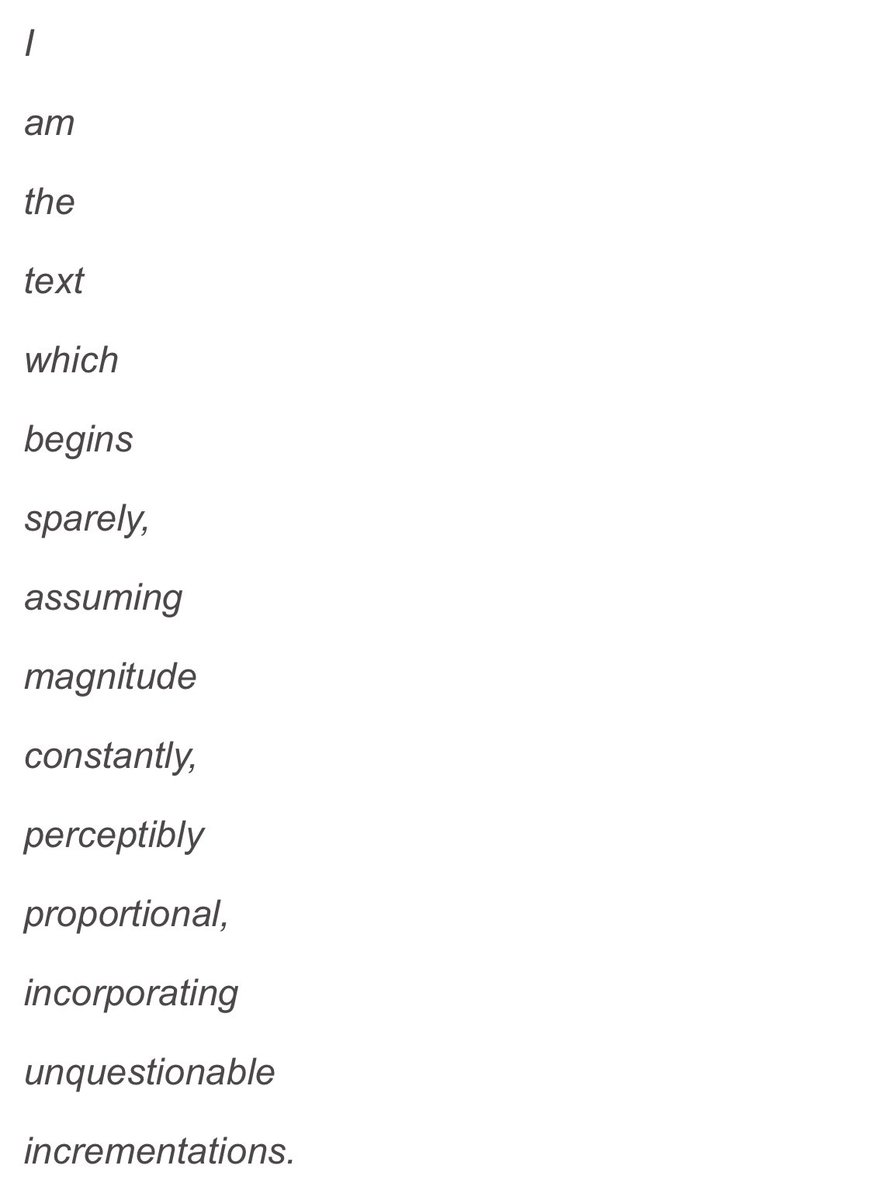 I
am
the
text
which
begins
sparely,
assuming
magnitude
constantly,
perceptibly
proportional,
incorporating
unquestionable
incrementations.